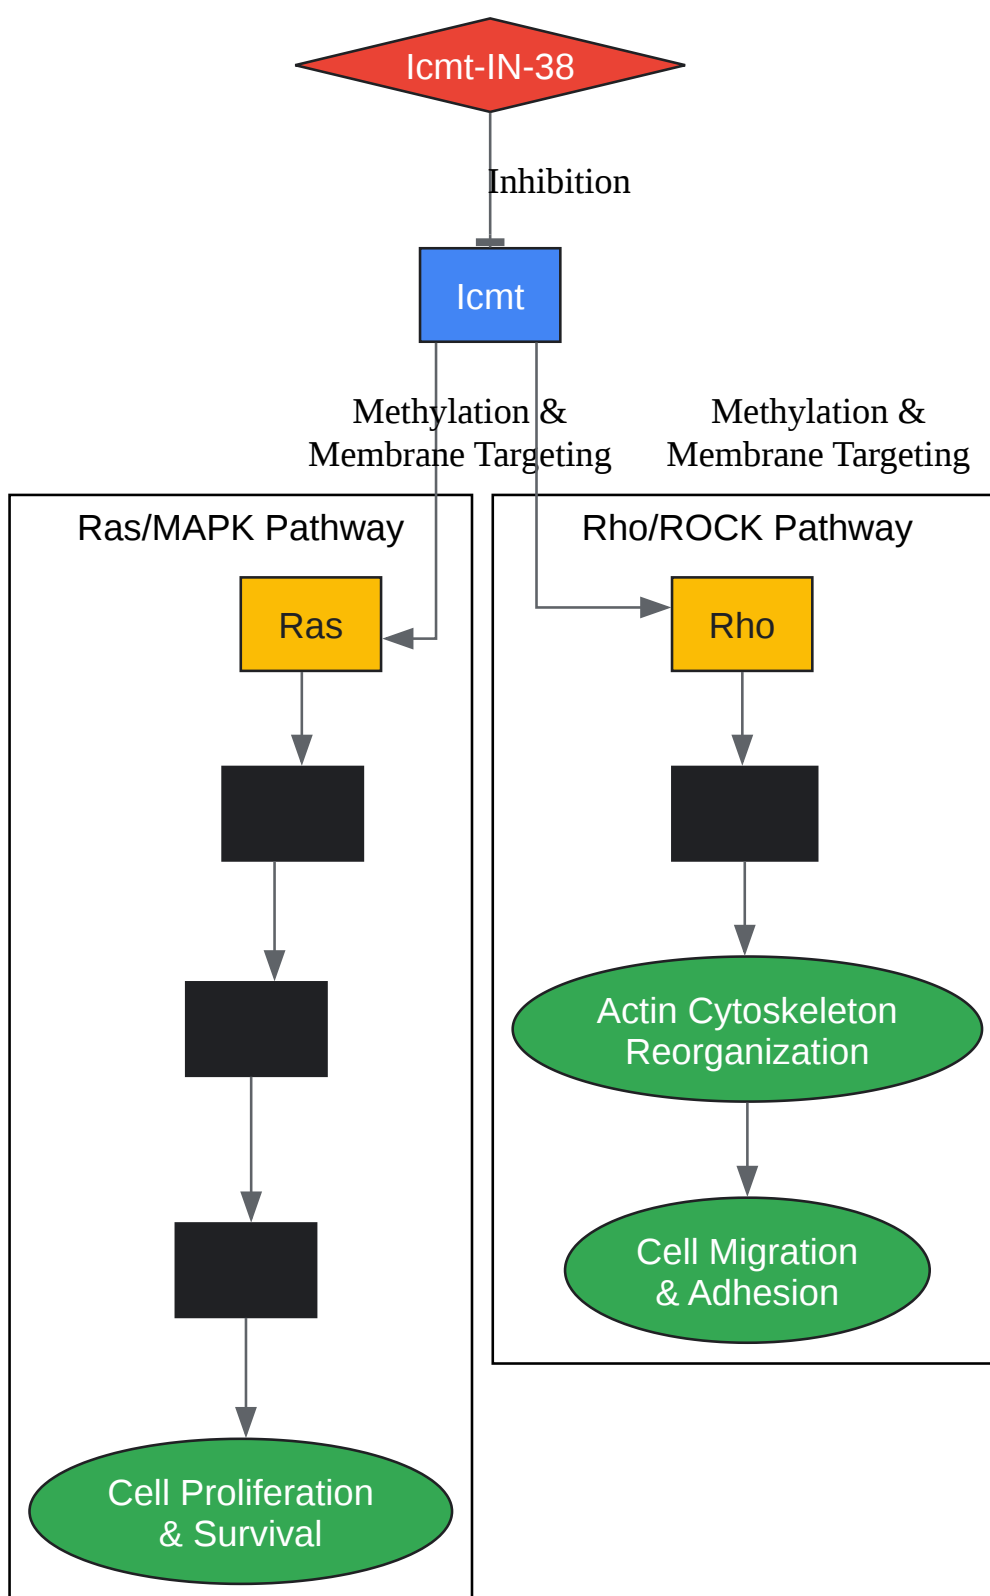 Icmt-IN-38
Inhibition
Icmt
Methylation &
Membrane Targeting
Methylation &
Membrane Targeting
Ras/MAPK Pathway
Ras
Cell Proliferation
& Survival
Rho/ROCK Pathway
Rho
Actin Cytoskeleton
Reorganization
Cell Migration
& Adhesion